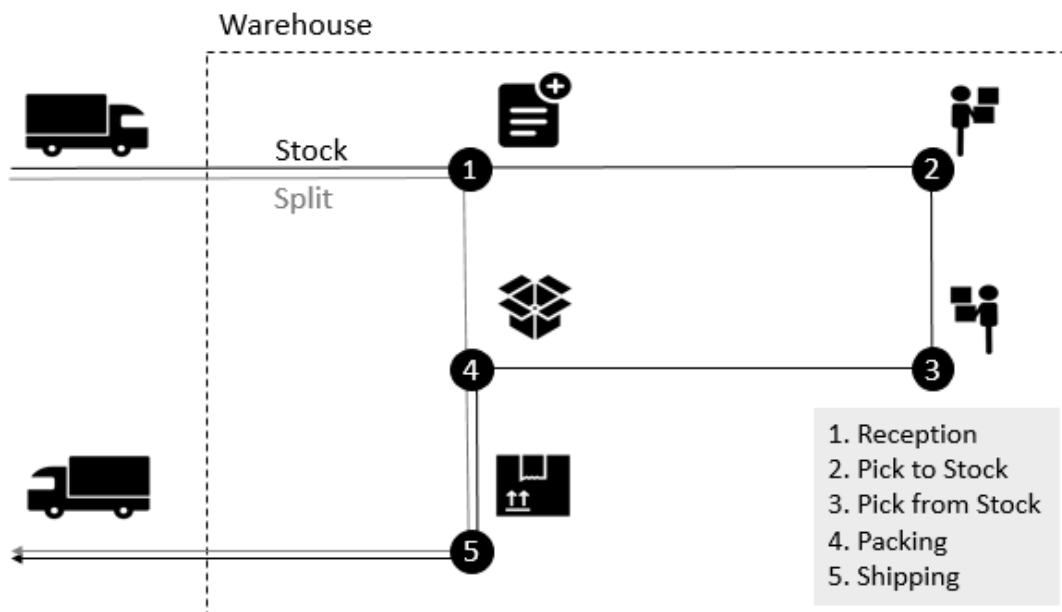 Warehouse
Stock
Split
1
2
4
3
5
1. Reception
2. Pick to Stock
3. Pick from Stock
4. Packing
5. Shipping